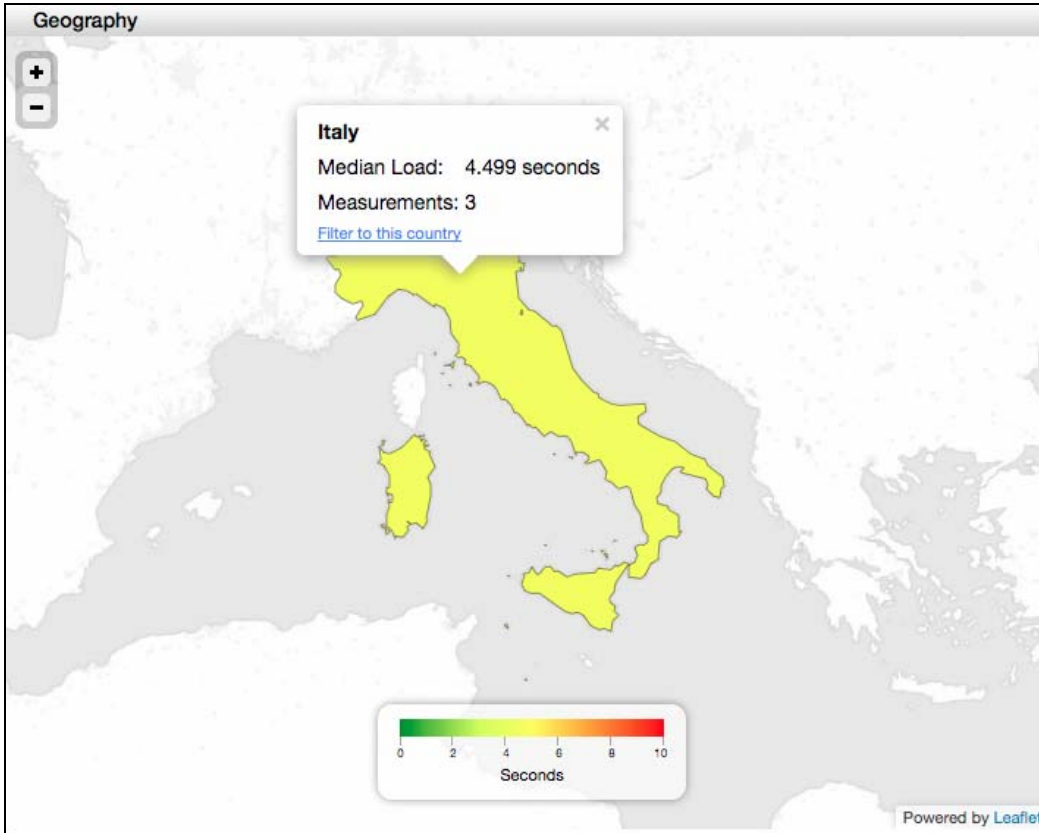 Geography
+
−
Italy ×
Median Load: 4.499 seconds
Measurements: 3
Filter to this country
0 2 4 6 8 10
Seconds
Powered by Leaflet